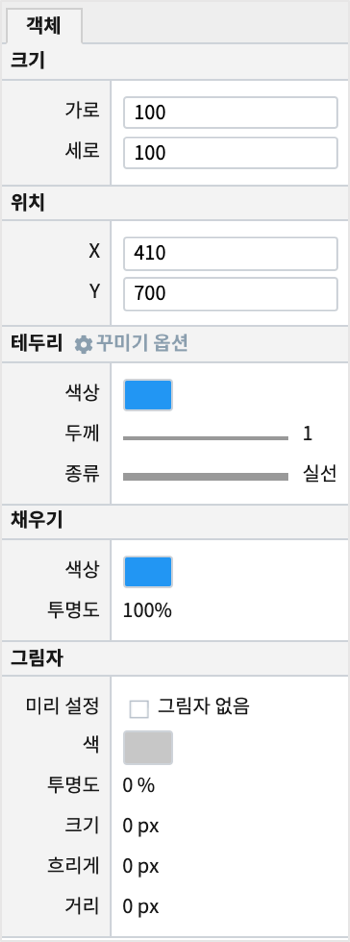 객체
크기
가로 100
세로 100
위치
X 410
Y 700
테두리 꾸미기 옵션
색상
두께 1
종류 실선
채우기
색상
투명도 100%
그림자
미리 설정 그림자 없음
색
투명도 0 %
크기 0 px
흐리게 0 px
거리 0 px